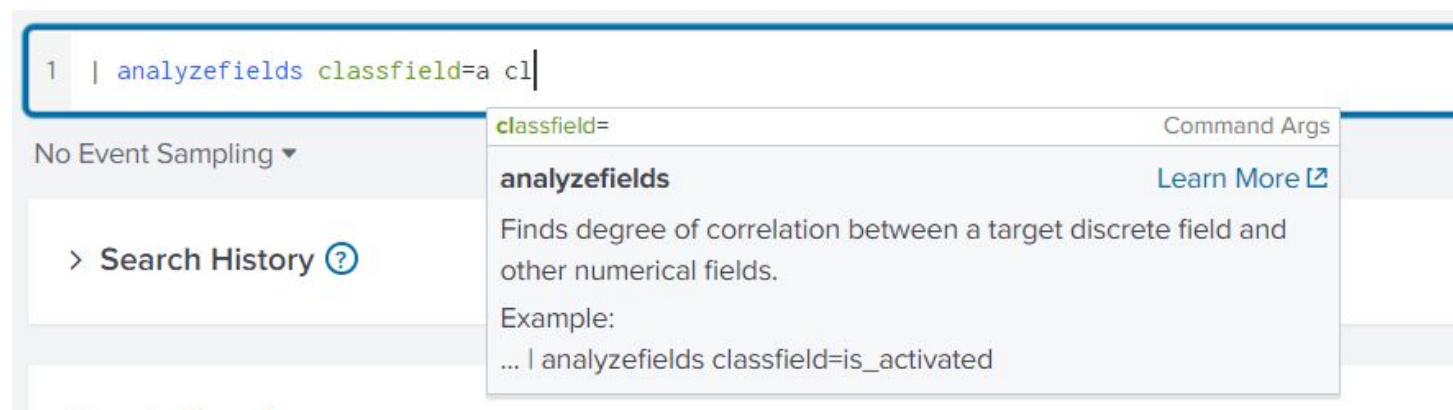 1 | analyzefields classfield=a cl
classfield= Command Args
No Event Sampling
analyzefields Learn More
Finds degree of correlation between a target discrete field and
other numerical fields.
> Search History ?
Example:
... | analyzefields classfield=is_activated